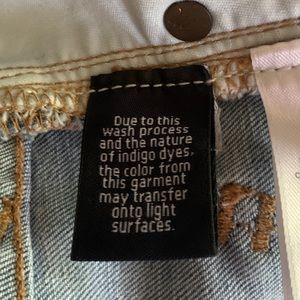 Due to this
wash process
and the nature
of indigo dyes,
the color from
this garment
may transfer
onto light
surfaces.